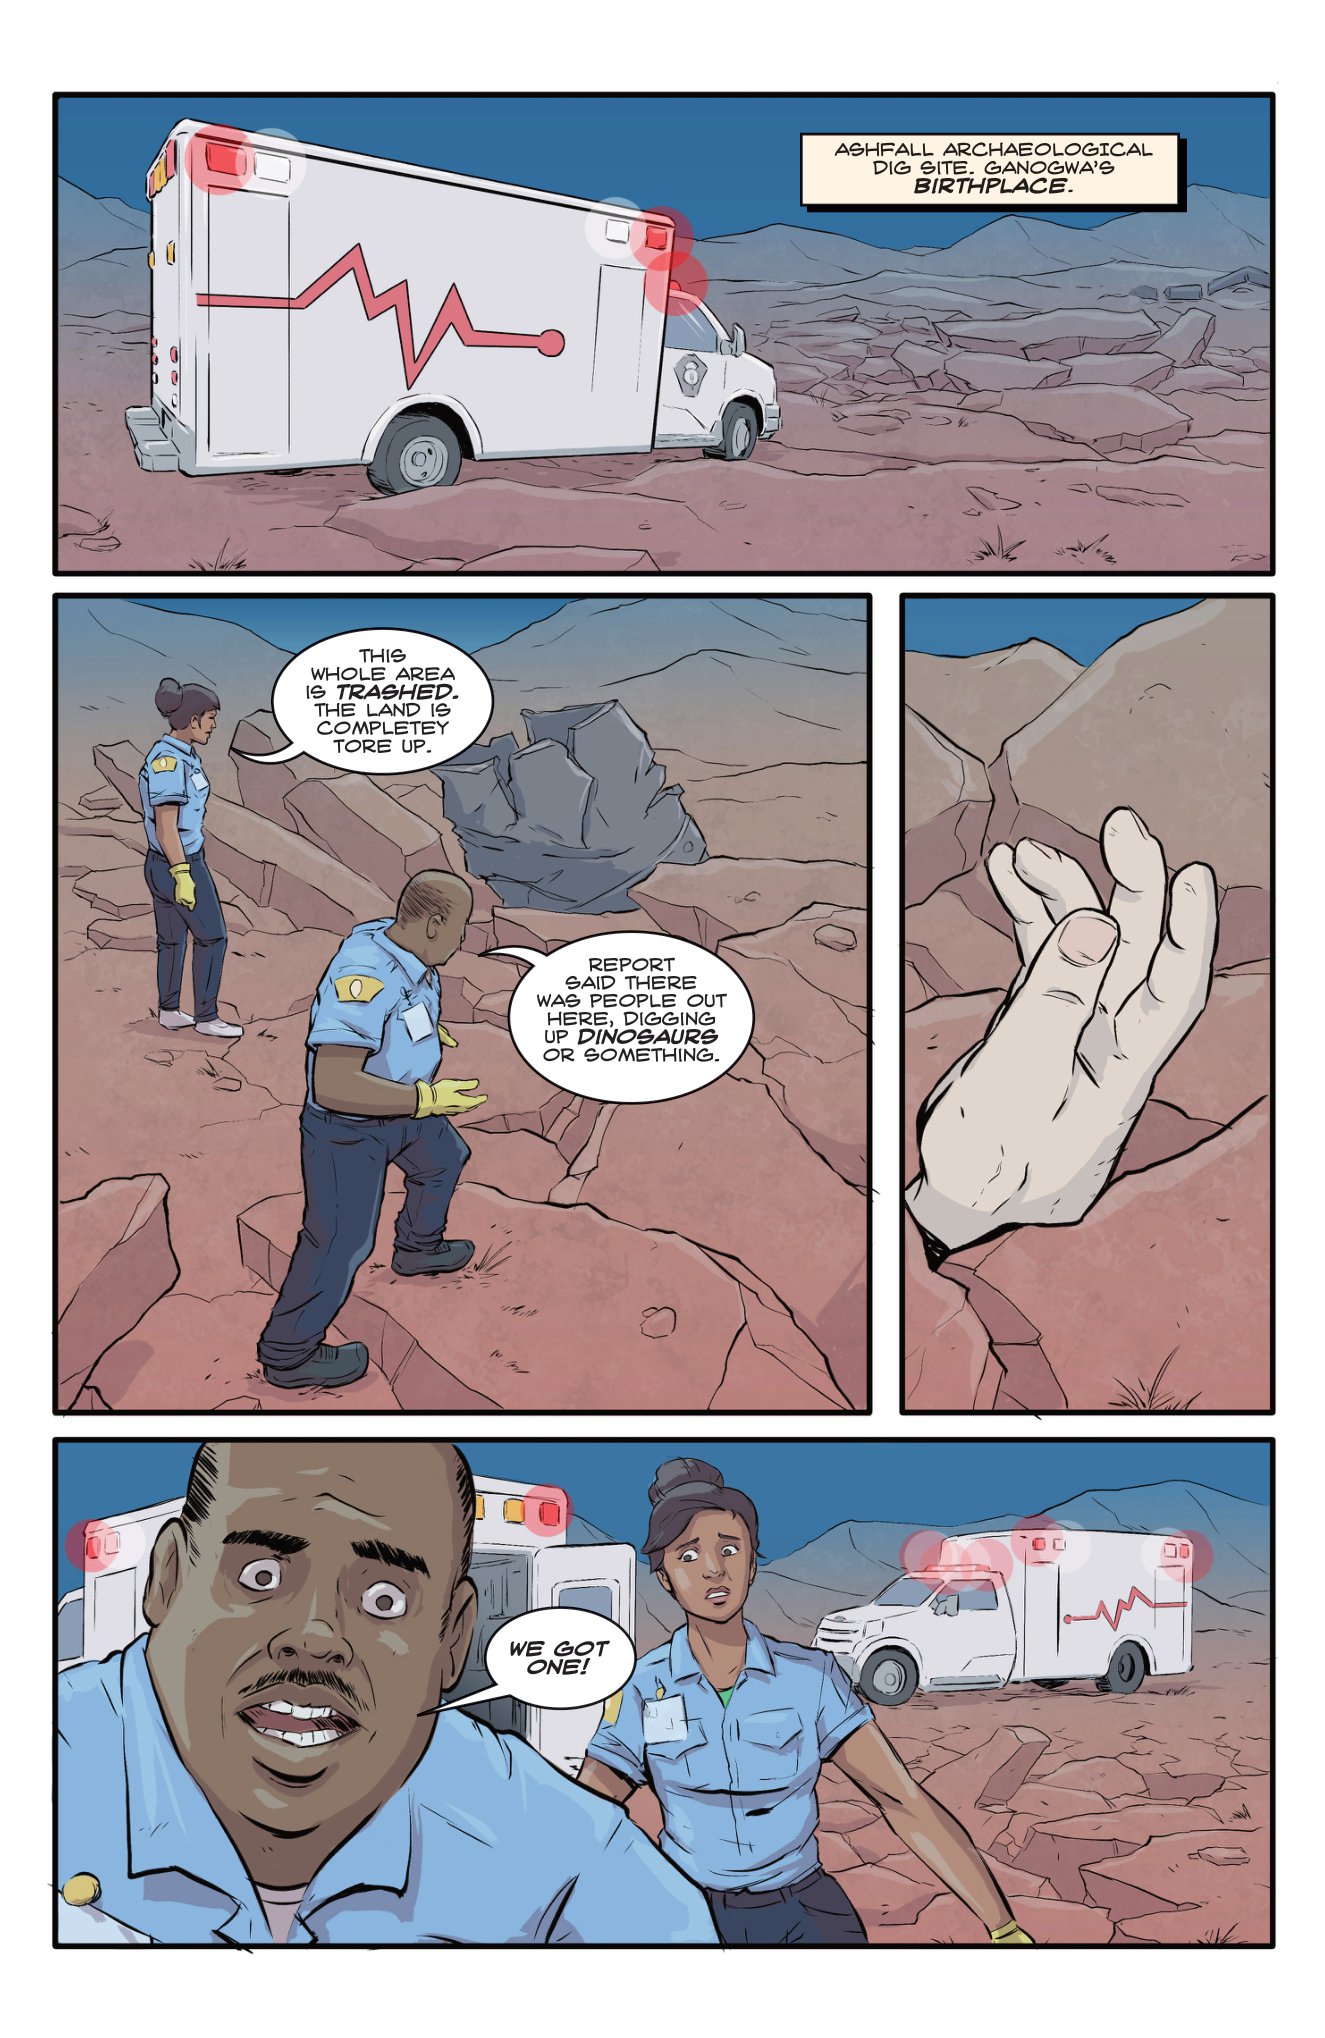 ASHFALL ARCHAEOLOGICAL
DIG SITE. GANOGWA'S
BIRTHPLACE.
THIS
WHOLE AREA
IS TRASHED.
THE LAND IS
COMPLETEY
TORE UP.
REPORT
SAID THERE
WAS PEOPLE OUT
HERE, DIGGING
UP DINOSAURS
OR SOMETHING.
WE GOT
ONE!